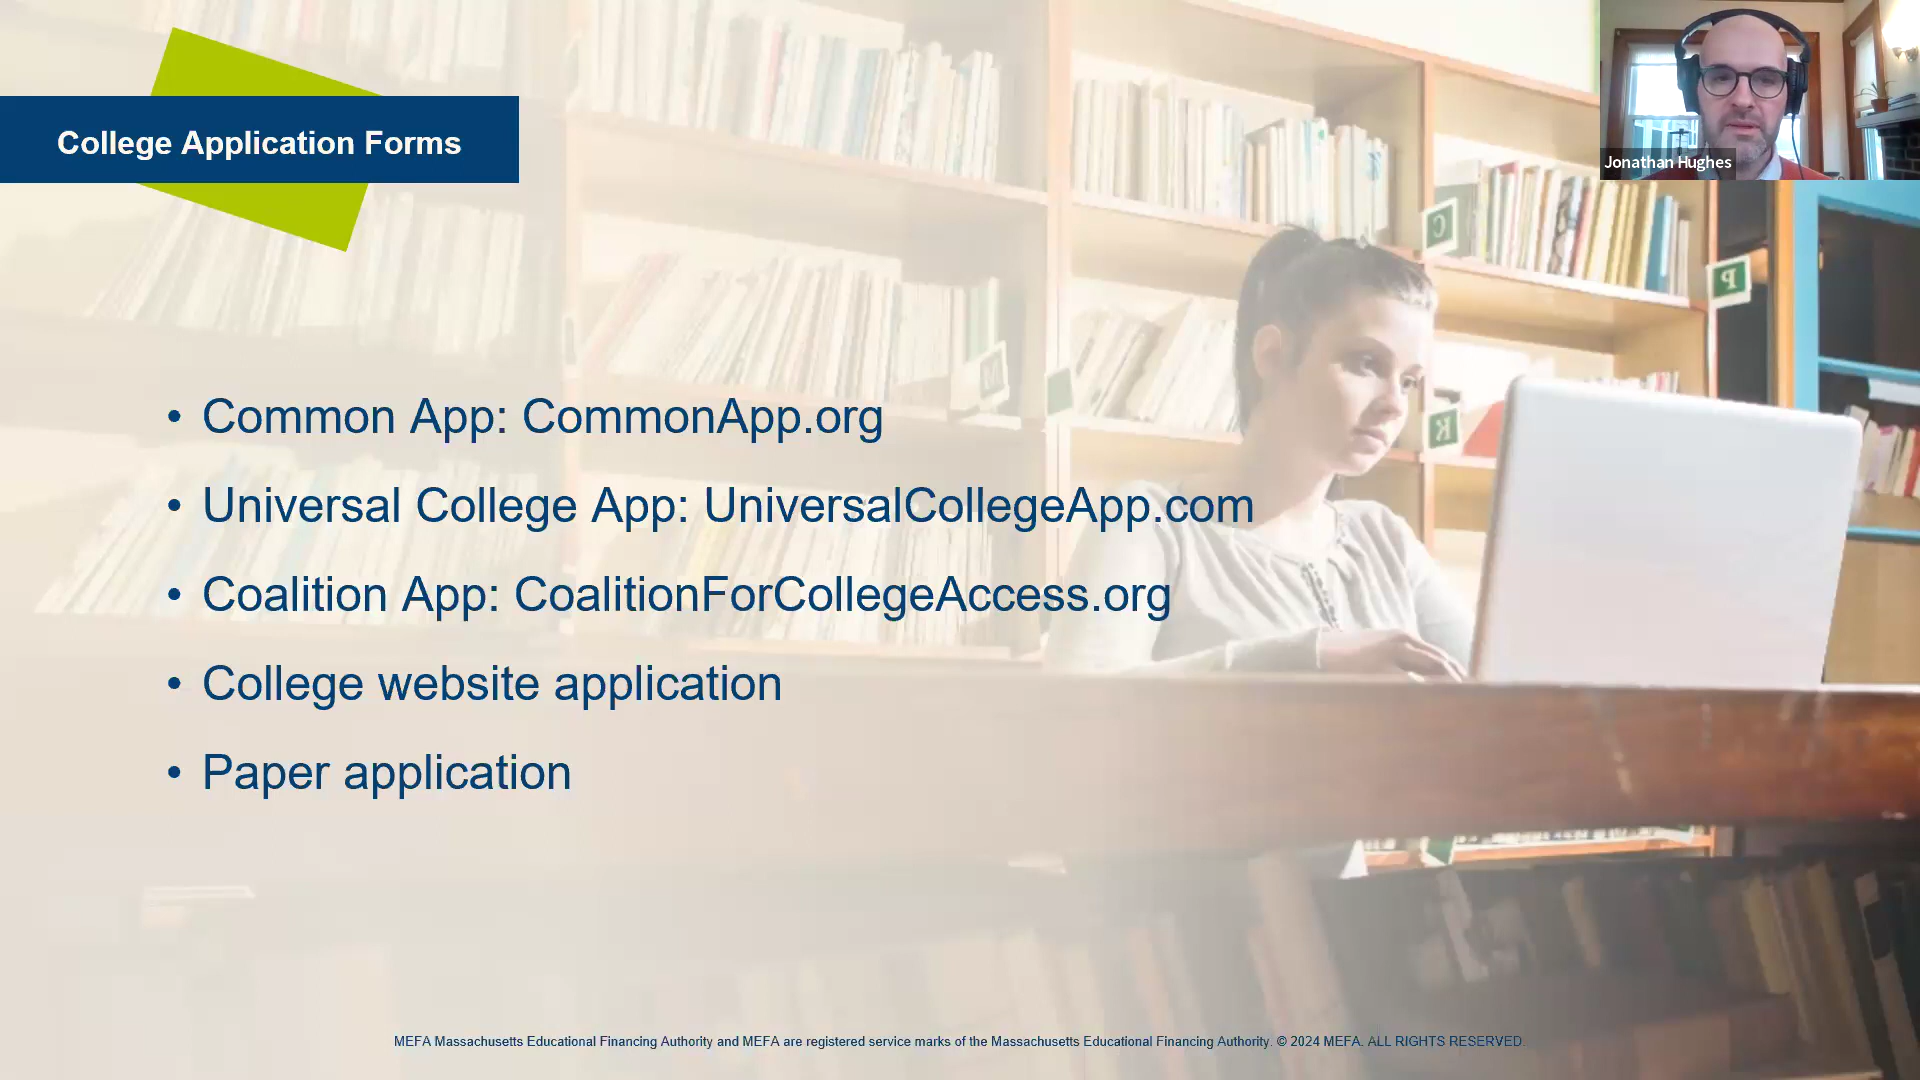 College Application Forms
Jonathan Hughes
C
P
M
K
• Common App: CommonApp.org
• Universal College App: UniversalCollegeApp.com
• Coalition App: CoalitionForCollegeAccess.org
• College website application
• Paper application
MEFA Massachusetts Educational Financing Authority and MEFA are registered service marks of the Massachusetts Educational Financing Authority. © 2024 MEFA. ALL RIGHTS RESERVED.